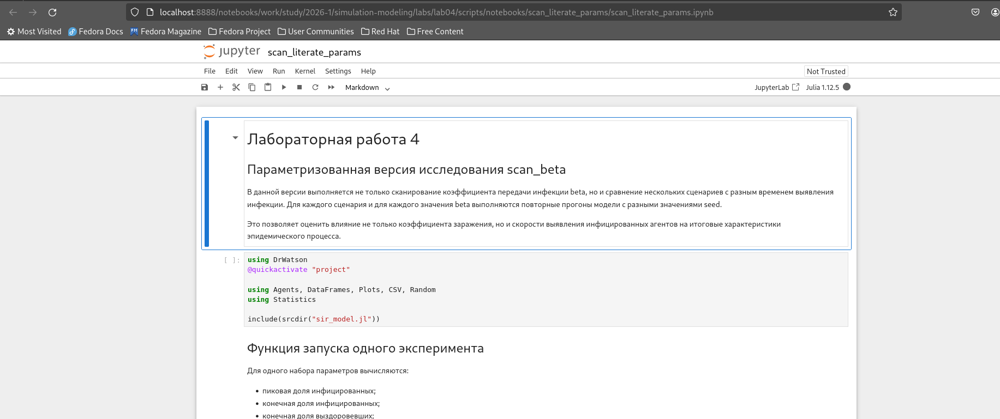 localhost:8888/notebooks/work/study/2026-1/simulation-modeling/labs/lab04/scripts/notebooks/scan_literate_params/scan_literate_params.ipynb
Most Visited Fedora Docs Fedora Magazine Fedora Project User Communities Red Hat Free Content
jupyter scan_literate_params
File Edit View Run Kernel Settings Help Not Trusted
Markdown JupyterLab Julia 1.12.5
Лабораторная работа 4
Параметризованная версия исследования scan_beta
В данной версии выполняется не только сканирование коэффициента передачи инфекции beta, но и сравнение нескольких сценариев с разным временем выявления
инфекции. Для каждого сценария и для каждого значения beta выполняются повторные прогоны модели с разными значениями seed.
Это позволяет оценить влияние не только коэффициента заражения, но и скорости выявления инфицированных агентов на итоговые характеристики
эпидемического процесса.
[ ]: using DrWatson
@quickactivate "project"
using Agents, DataFrames, Plots, CSV, Random
using Statistics
include(srcdir("sir_model.jl"))
Функция запуска одного эксперимента
Для одного набора параметров вычисляются:
• пиковая доля инфицированных;
• конечная доля инфицированных;
• конечная доля выздоровевших;